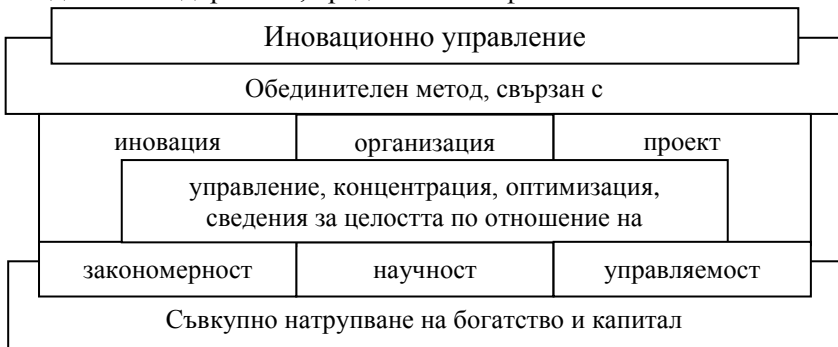 Иновационно управление
Обединителен метод, свързан с
иновация организация проект
управление, концентрация, оптимизация,
сведения за целостта по отношение на
закономерност научност управляемост
Съвкупно натрупване на богатство и капитал